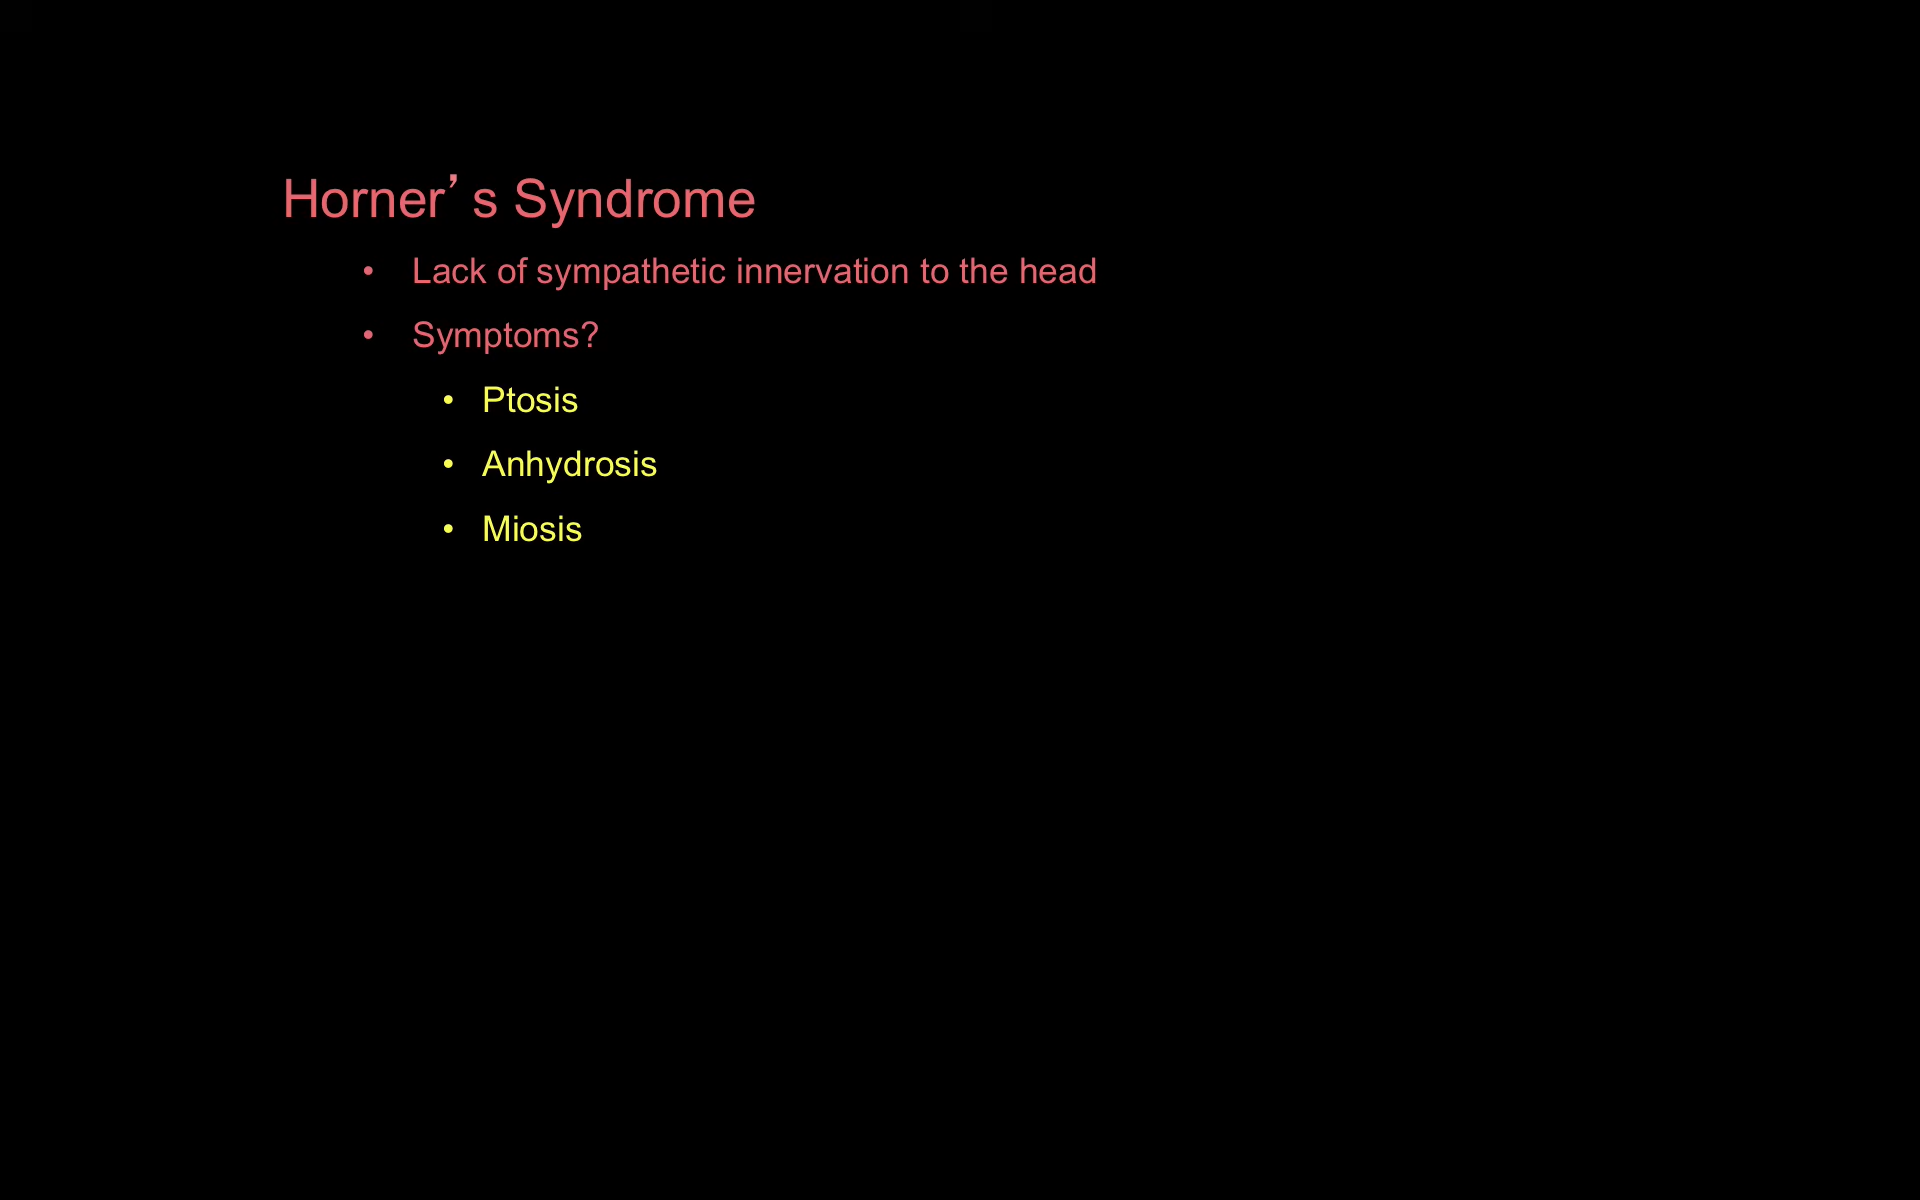 Horner’s Syndrome
• Lack of sympathetic innervation to the head
• Symptoms?
• Ptosis
• Anhydrosis
• Miosis